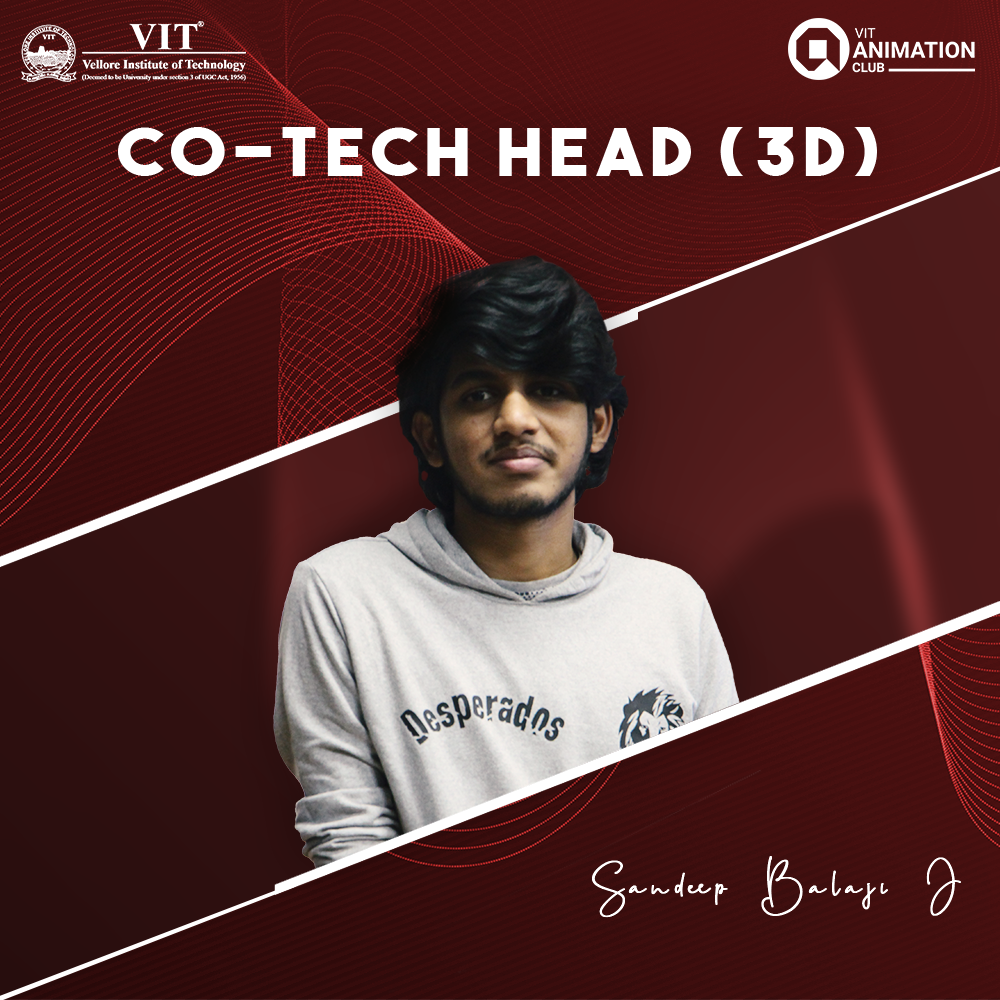 VIT®
Vellore Institute of Technology
(Deemed to be University under section 3 of UGC Act, 1956)
VIT
ANIMATION
CLUB
CO-TECH HEAD (3D)
Desperados
Sandeep Balaji J